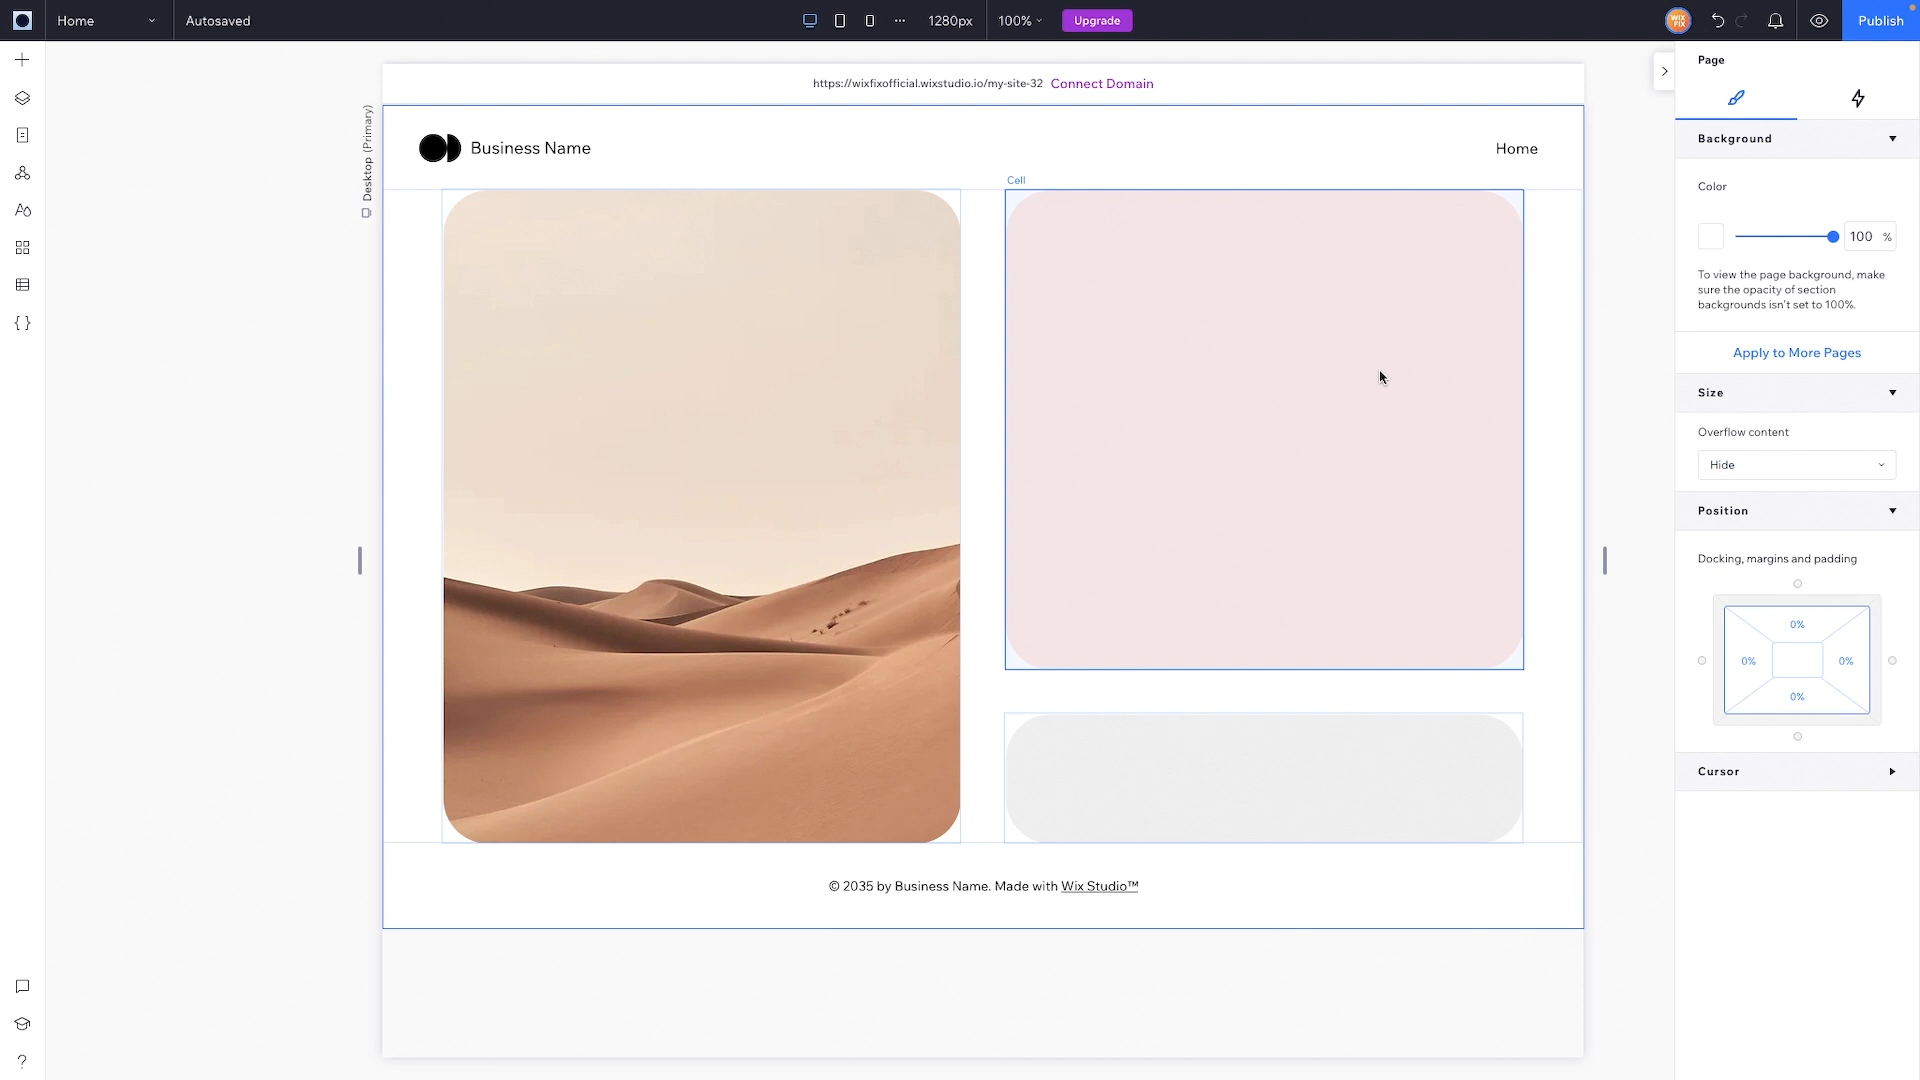 Home
Autosaved
1280px
100%
Upgrade
WIX
FIX
Publish
https://wixfixofficial.wixstudio.io/my-site-32 Connect Domain
Desktop (Primary)
Business Name
Home
Cell
© 2035 by Business Name. Made with Wix Studio™
Page
Background
Color
100 %
To view the page background, make
sure the opacity of section
backgrounds isn't set to 100%.
Apply to More Pages
Size
Overflow content
Hide
Position
Docking, margins and padding
0%
0% 0%
0%
Cursor